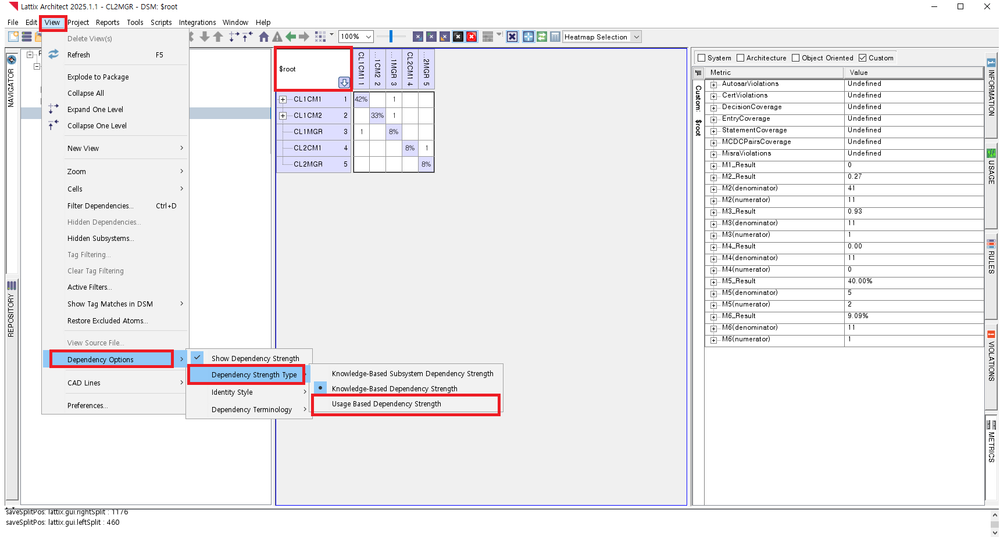 Lattix Architect 2025.1.1 - CL2MGR - DSM: $root
File Edit View Project Reports Tools Scripts Integrations Window Help
100%
Heatmap Selection
Delete View(s)
Refresh F5
Explode to Package
Collapse All
Expand One Level
Collapse One Level
New View
Zoom
Cells
Filter Dependencies... Ctrl+D
Hidden Dependencies...
Hidden Subsystems...
Tag Filtering...
Clear Tag Filtering
Active Filters...
Show Tag Matches in DSM
Restore Excluded Atoms...
View Source File...
Dependency Options
CAD Lines
Preferences...
Show Dependency Strength
Dependency Strength Type
Identity Style
Dependency Terminology
Knowledge-Based Subsystem Dependency Strength
Knowledge-Based Dependency Strength
Usage Based Dependency Strength
NAVIGATOR
REPOSITORY
$root
CL1CM1 1
...1CM2 2
...1MGR 3
CL2CM1 4
...2MGR 5
CL1CM1 1 42% 1
CL1CM2 2 33% 1
CL1MGR 3 1 8%
CL2CM1 4 8% 1
CL2MGR 5 8%
System Architecture Object Oriented Custom
Custom: $root
Metric Value
AutosarViolations Undefined
CertViolations Undefined
DecisionCoverage Undefined
EntryCoverage Undefined
StatementCoverage Undefined
MCDCPairsCoverage Undefined
MisraViolations Undefined
M1_Result 0
M2_Result 0.27
M2(denominator) 41
M2(numerator) 11
M3_Result 0.93
M3(denominator) 11
M3(numerator) 1
M4_Result 0.00
M4(denominator) 11
M4(numerator) 0
M5_Result 40.00%
M5(denominator) 5
M5(numerator) 2
M6_Result 9.09%
M6(denominator) 11
M6(numerator) 1
INFORMATION
USAGE
RULES
VIOLATIONS
METRICS
saveSplitPos: lattix.gui.rightSplit : 1176
saveSplitPos: lattix.gui.leftSplit : 460